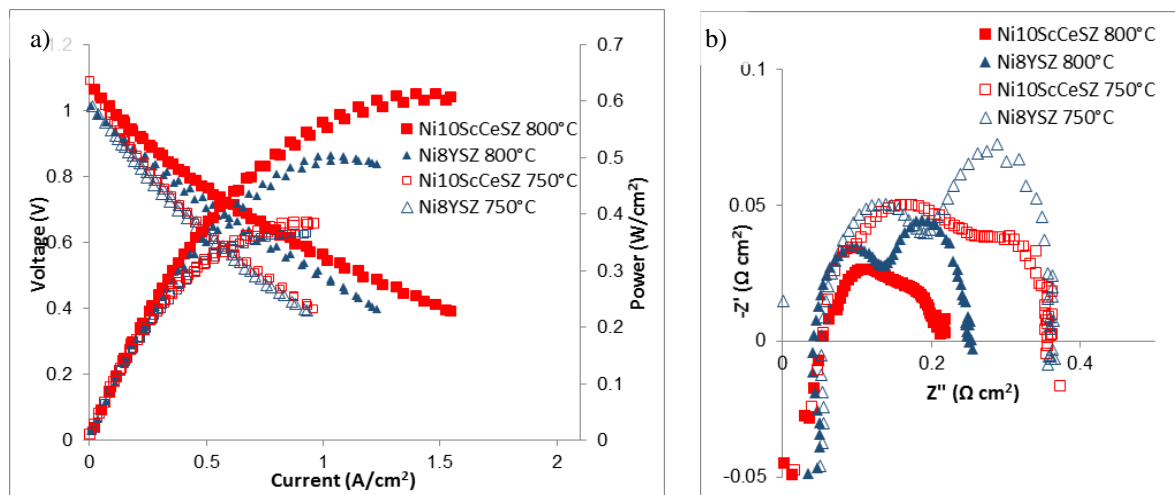 a)
1.2
1
0.8
0.6
0.4
0.2
0
Voltage (V)
0.7
0.6
0.5
0.4
0.3
0.2
0.1
0
Power (W/cm²)
0
0.5
1
1.5
2
Current (A/cm²)
Ni10ScCeSZ 800°C
Ni8YSZ 800°C
Ni10ScCeSZ 750°C
Ni8YSZ 750°C
b)
Ni10ScCeSZ 800°C
Ni8YSZ 800°C
Ni10ScCeSZ 750°C
Ni8YSZ 750°C
0.1
0.05
0
-0.05
-Z' (Ω cm²)
0
0.2
0.4
Z'' (Ω cm²)